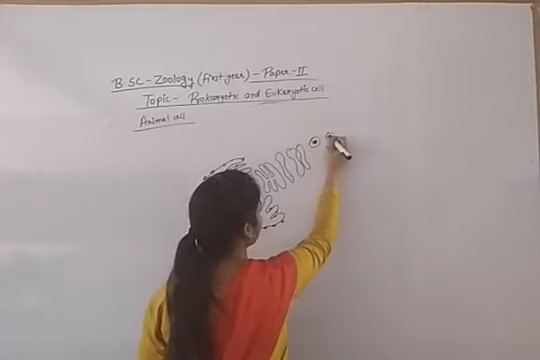 B SC - Zoology (first year) - Paper - II
Topic - Prokaryotic and Eukaryotic cell
Animal cell